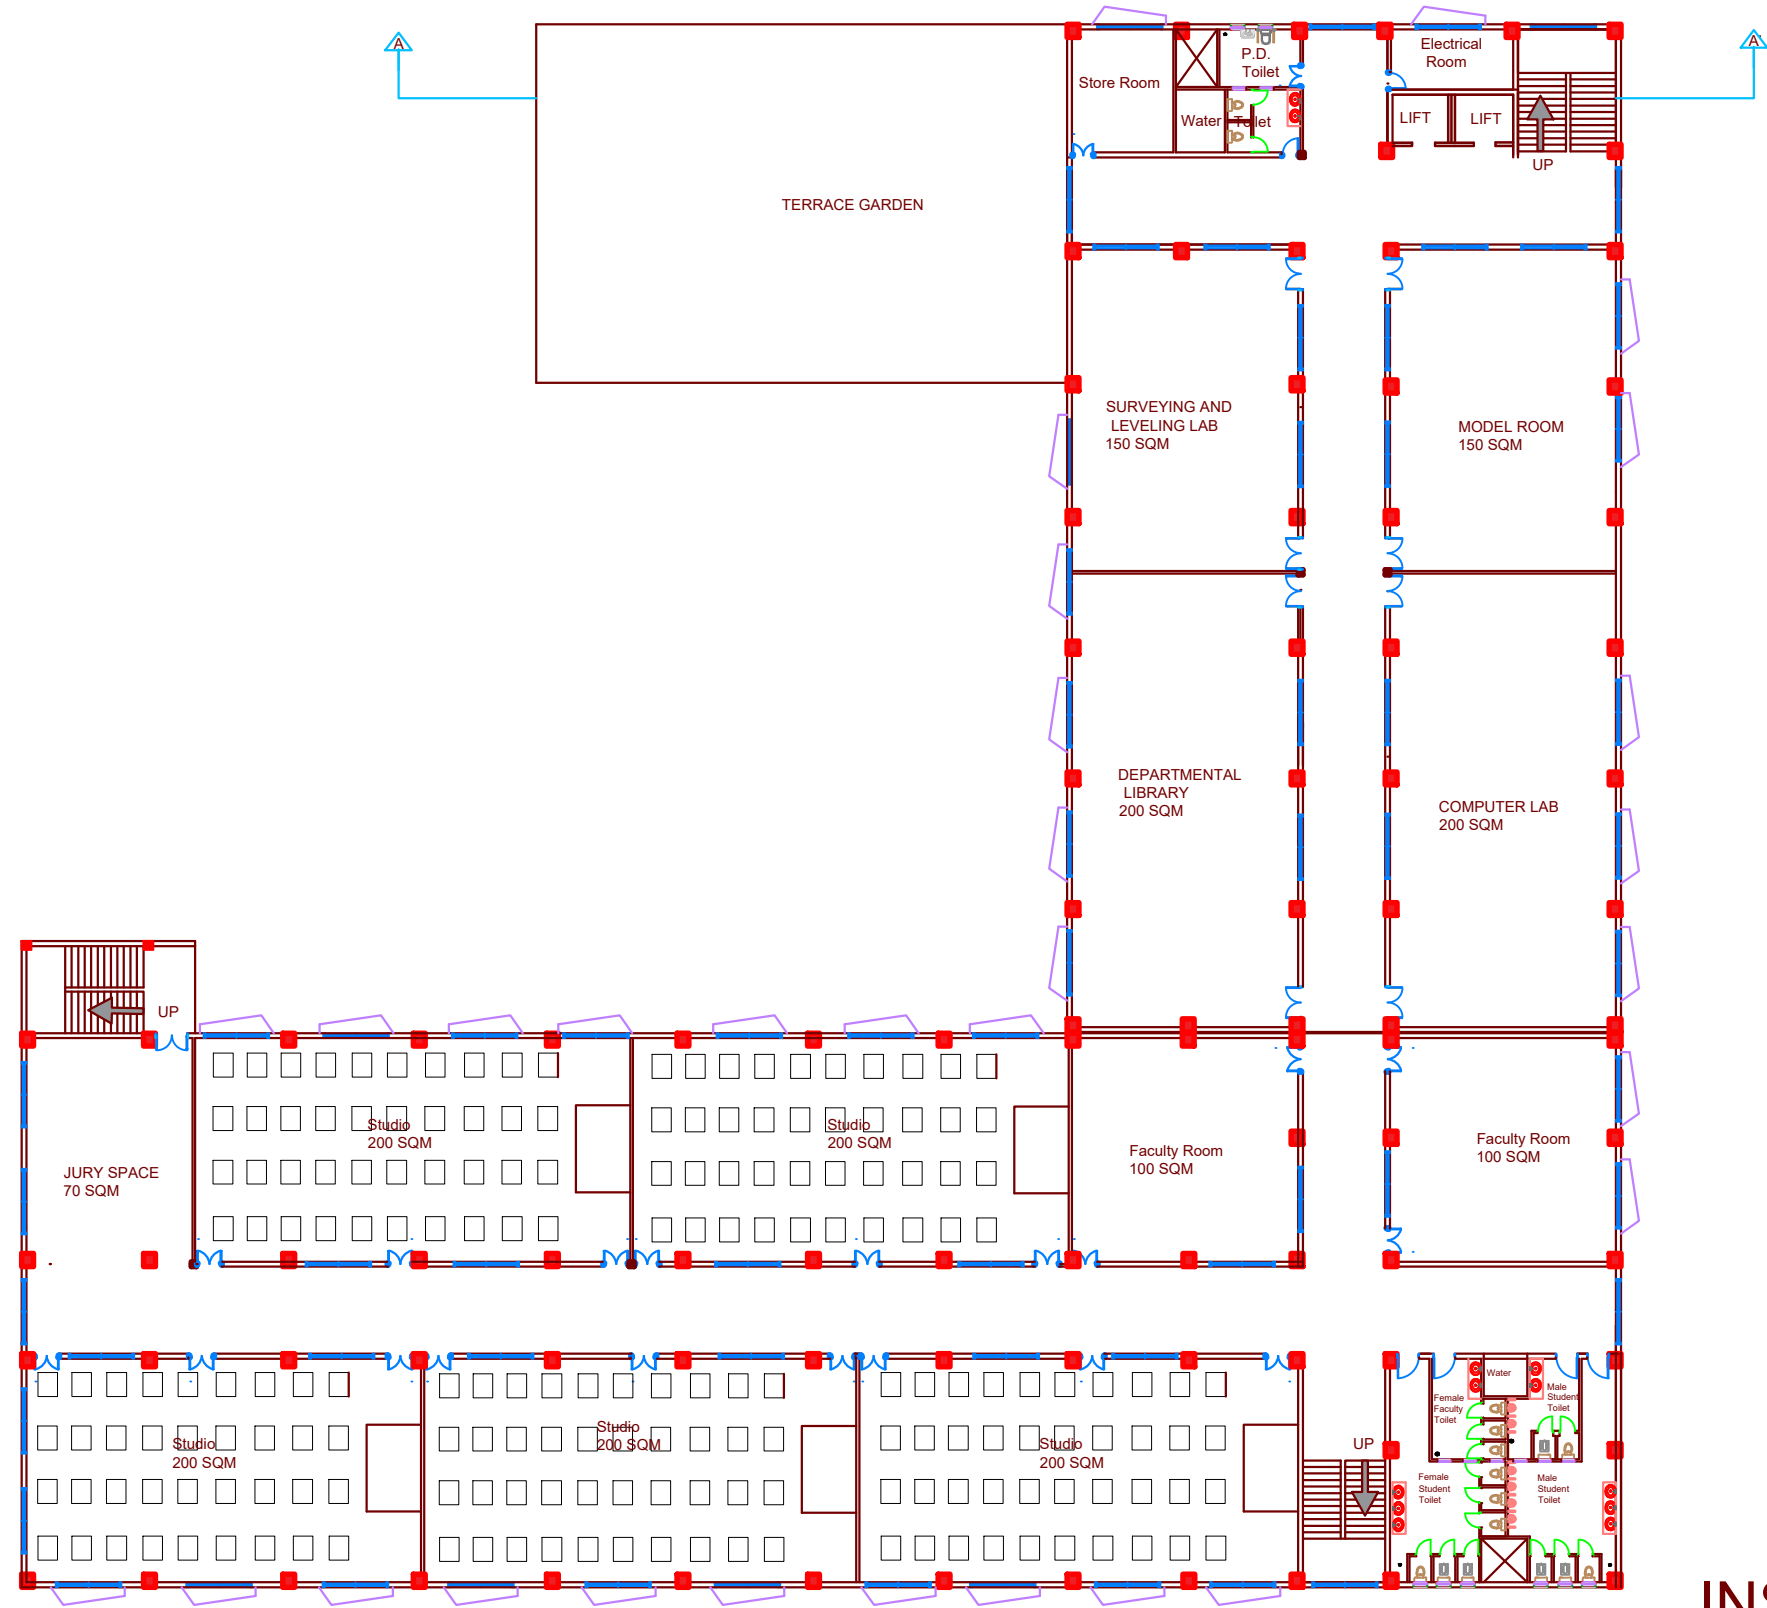 A
A'
Electrical
Room
P.D.
Toilet
Store Room
LIFT
LIFT
Water
Toilet
UP
TERRACE GARDEN
SURVEYING AND
LEVELING LAB
150 SQM
MODEL ROOM
150 SQM
DEPARTMENTAL
LIBRARY
200 SQM
COMPUTER LAB
200 SQM
UP
Studio
200 SQM
Studio
200 SQM
Faculty Room
100 SQM
Faculty Room
100 SQM
JURY SPACE
70 SQM
Water
Female
Faculty
Toilet
Male
Student
Toilet
Studio
200 SQM
Studio
200 SQM
Studio
200 SQM
UP
Female
Student
Toilet
Male
Student
Toilet